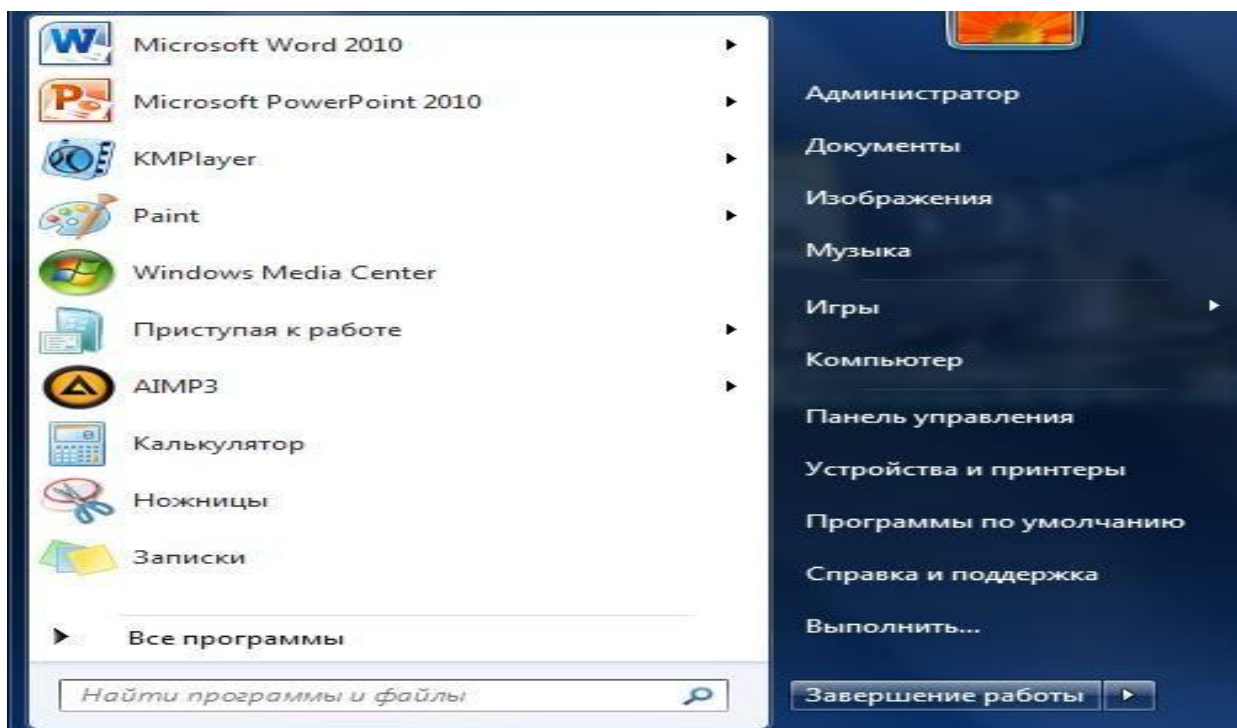 Microsoft Word 2010
Microsoft PowerPoint 2010
KMPlayer
Paint
Windows Media Center
Приступая к работе
AIMP3
Калькулятор
Ножницы
Записки
Все программы
Найти программы и файлы
Администратор
Документы
Изображения
Музыка
Игры
Компьютер
Панель управления
Устройства и принтеры
Программы по умолчанию
Справка и поддержка
Выполнить...
Завершение работы